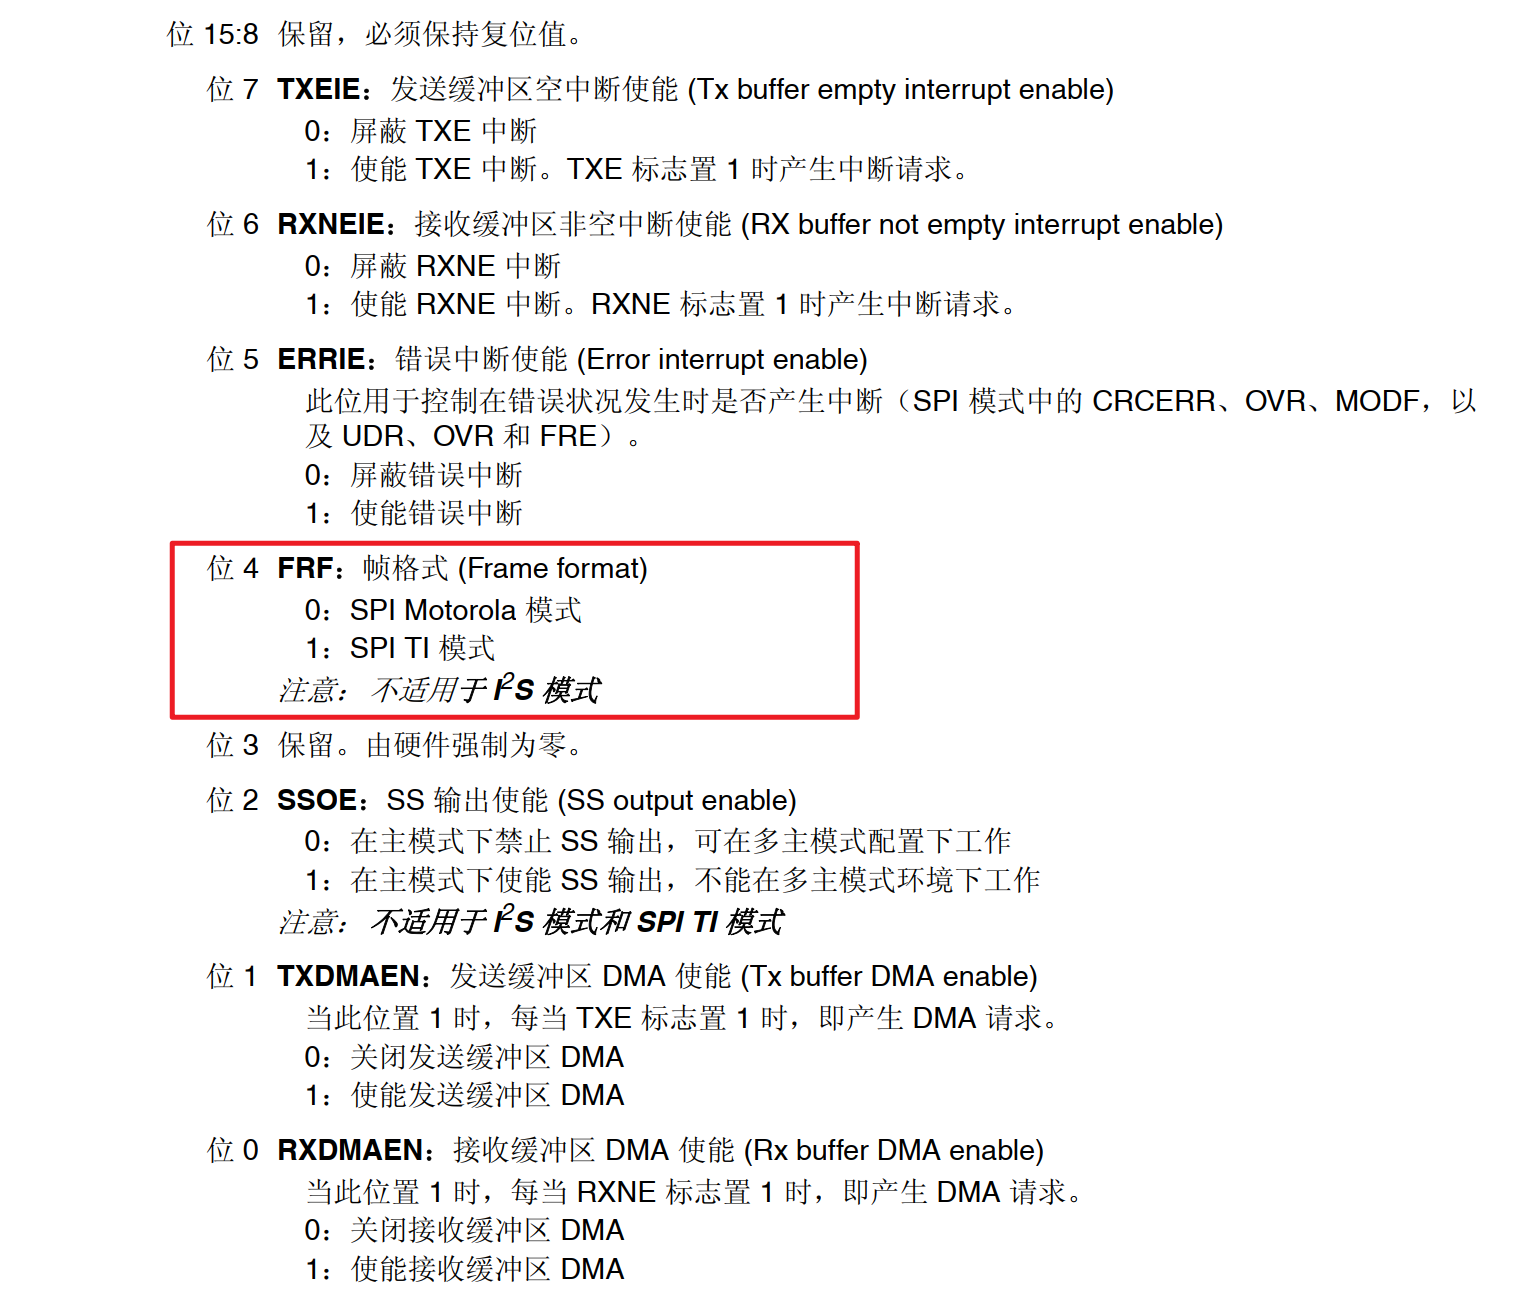 位 15:8 保留，必须保持复位值。
位 7 TXEIE：发送缓冲区空中断使能 (Tx buffer empty interrupt enable)
0：屏蔽 TXE 中断
1：使能 TXE 中断。TXE 标志置 1 时产生中断请求。
位 6 RXNEIE：接收缓冲区非空中断使能 (RX buffer not empty interrupt enable)
0：屏蔽 RXNE 中断
1：使能 RXNE 中断。RXNE 标志置 1 时产生中断请求。
位 5 ERRIE：错误中断使能 (Error interrupt enable)
此位用于控制在错误状况发生时是否产生中断（SPI 模式中的 CRCERR、OVR、MODF，以
及 UDR、OVR 和 FRE）。
0：屏蔽错误中断
1：使能错误中断
位 4 FRF：帧格式 (Frame format)
0：SPI Motorola 模式
1：SPI TI 模式
注意： 不适用于 I²S 模式
位 3 保留。由硬件强制为零。
位 2 SSOE：SS 输出使能 (SS output enable)
0：在主模式下禁止 SS 输出，可在多主模式配置下工作
1：在主模式下使能 SS 输出，不能在多主模式环境下工作
注意： 不适用于 I²S 模式和 SPI TI 模式
位 1 TXDMAEN：发送缓冲区 DMA 使能 (Tx buffer DMA enable)
当此位置 1 时，每当 TXE 标志置 1 时，即产生 DMA 请求。
0：关闭发送缓冲区 DMA
1：使能发送缓冲区 DMA
位 0 RXDMAEN：接收缓冲区 DMA 使能 (Rx buffer DMA enable)
当此位置 1 时，每当 RXNE 标志置 1 时，即产生 DMA 请求。
0：关闭接收缓冲区 DMA
1：使能接收缓冲区 DMA